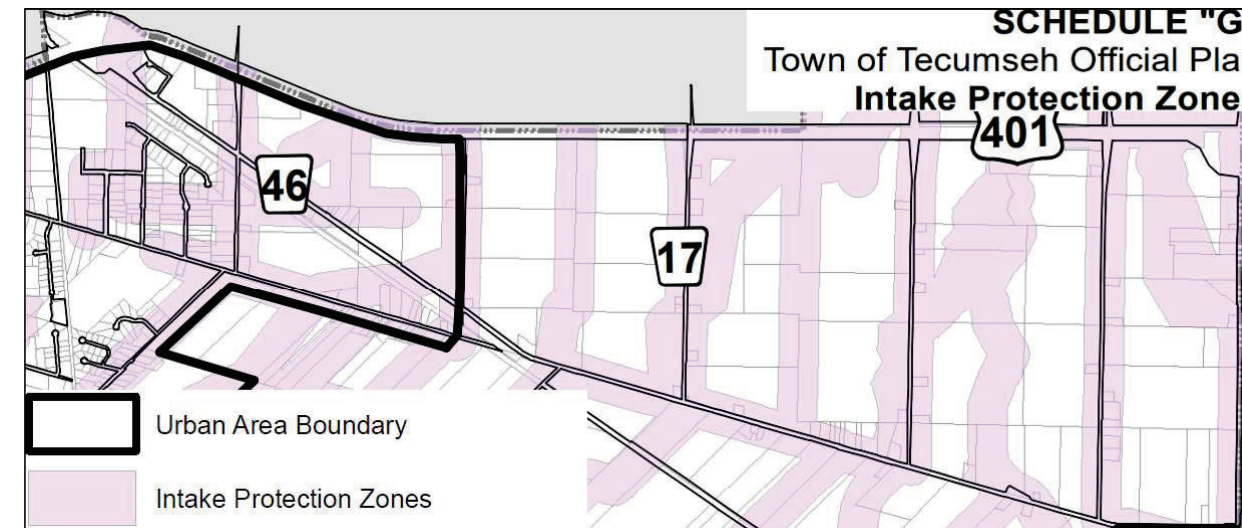 SCHEDULE "G
Town of Tecumseh Official Pla
Intake Protection Zone
401
46
17
Urban Area Boundary
Intake Protection Zones